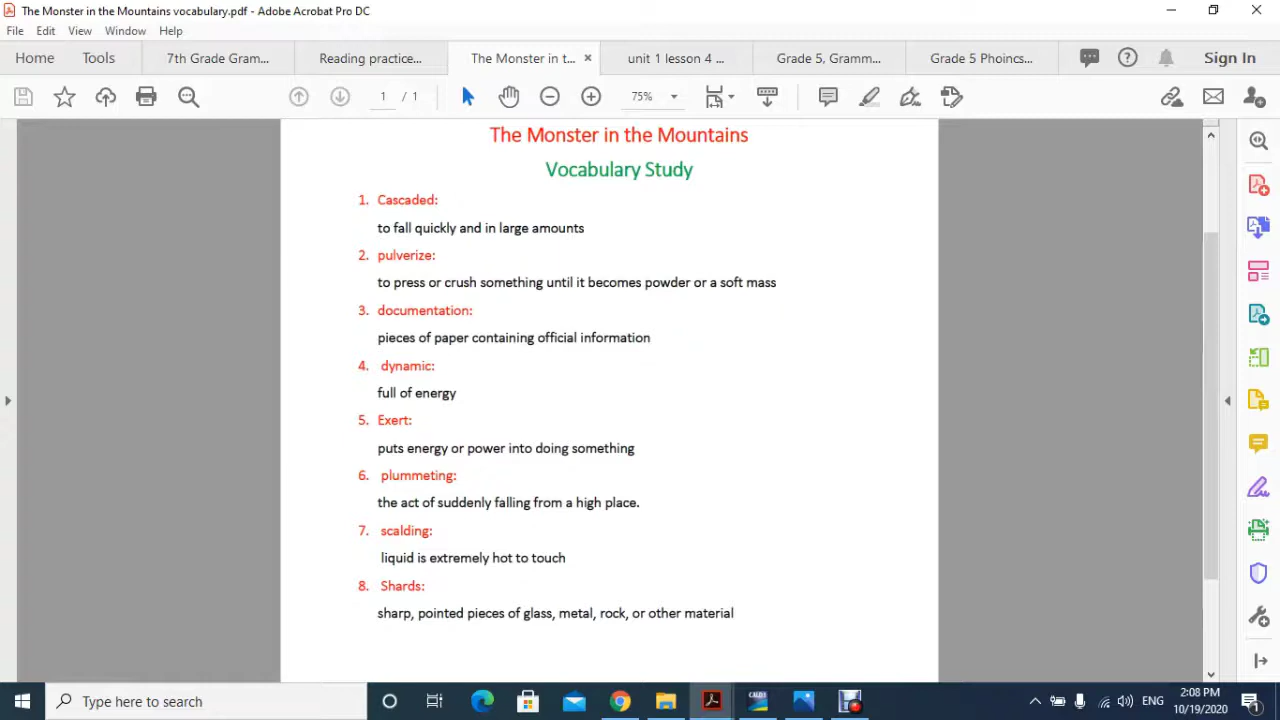 The Monster in the Mountains vocabulary.pdf - Adobe Acrobat Pro DC
File Edit View Window Help
Home Tools 7th Grade Gram... Reading practice... The Monster in t... × unit 1 lesson 4 ... Grade 5, Gramm... Grade 5 Phoincs... Sign In
1 / 1 75%
The Monster in the Mountains
Vocabulary Study
1. Cascaded:
to fall quickly and in large amounts
2. pulverize:
to press or crush something until it becomes powder or a soft mass
3. documentation:
pieces of paper containing official information
4. dynamic:
full of energy
5. Exert:
puts energy or power into doing something
6. plummeting:
the act of suddenly falling from a high place.
7. scalding:
liquid is extremely hot to touch
8. Shards:
sharp, pointed pieces of glass, metal, rock, or other material
Type here to search
ENG
2:08 PM
10/19/2020
1